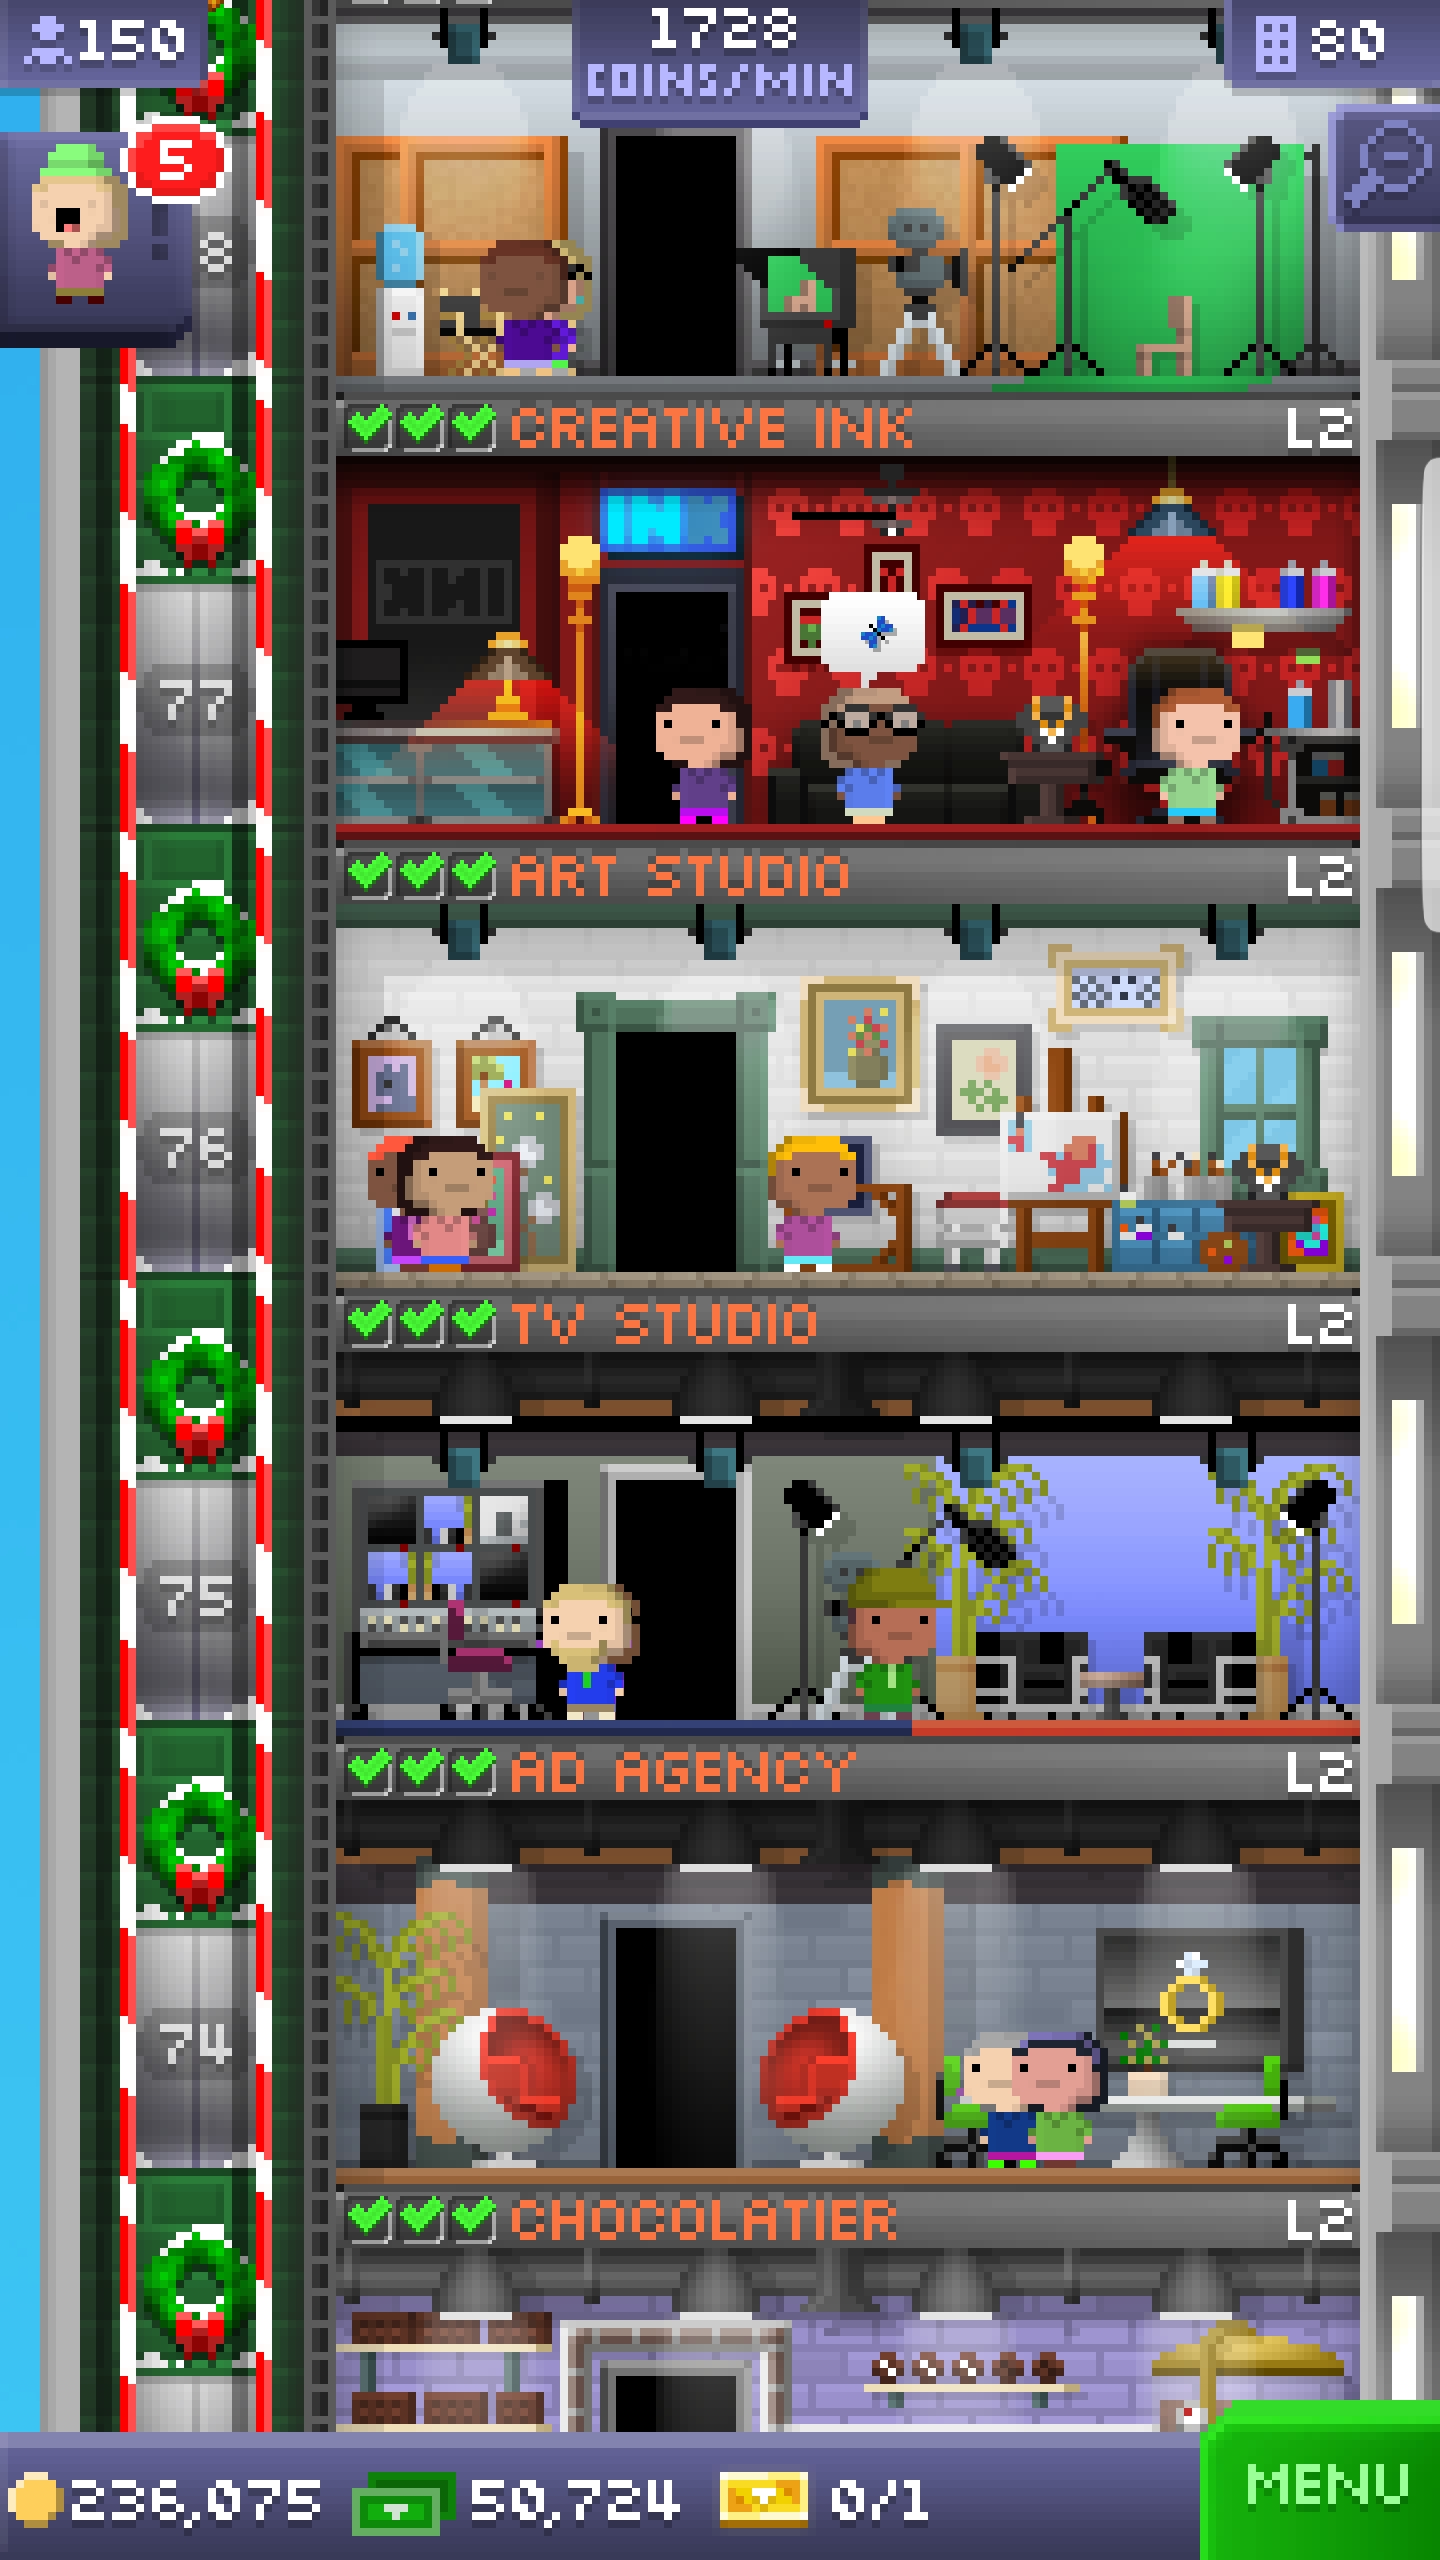 150
1728
COINS/MIN
80
5
8
CREATIVE INK L2
INK
INK
77
ART STUDIO L2
76
TV STUDIO L2
75
AD AGENCY L2
74
CHOCOLATIER L2
236,075 50,724 0/1 MENU